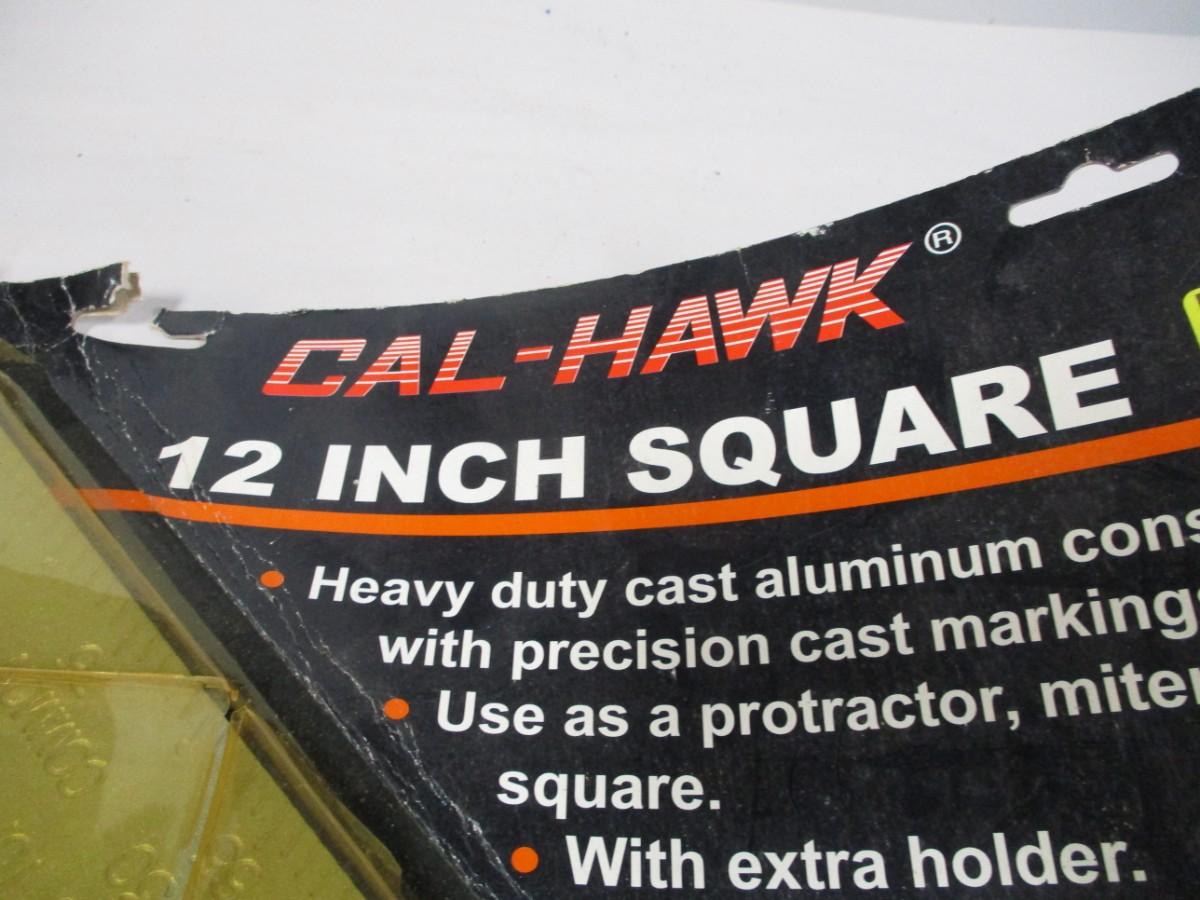 CAL-HAWK®
12 INCH SQUARE
• Heavy duty cast aluminum cons
with precision cast marking
• Use as a protractor, miter
square.
• With extra holder.